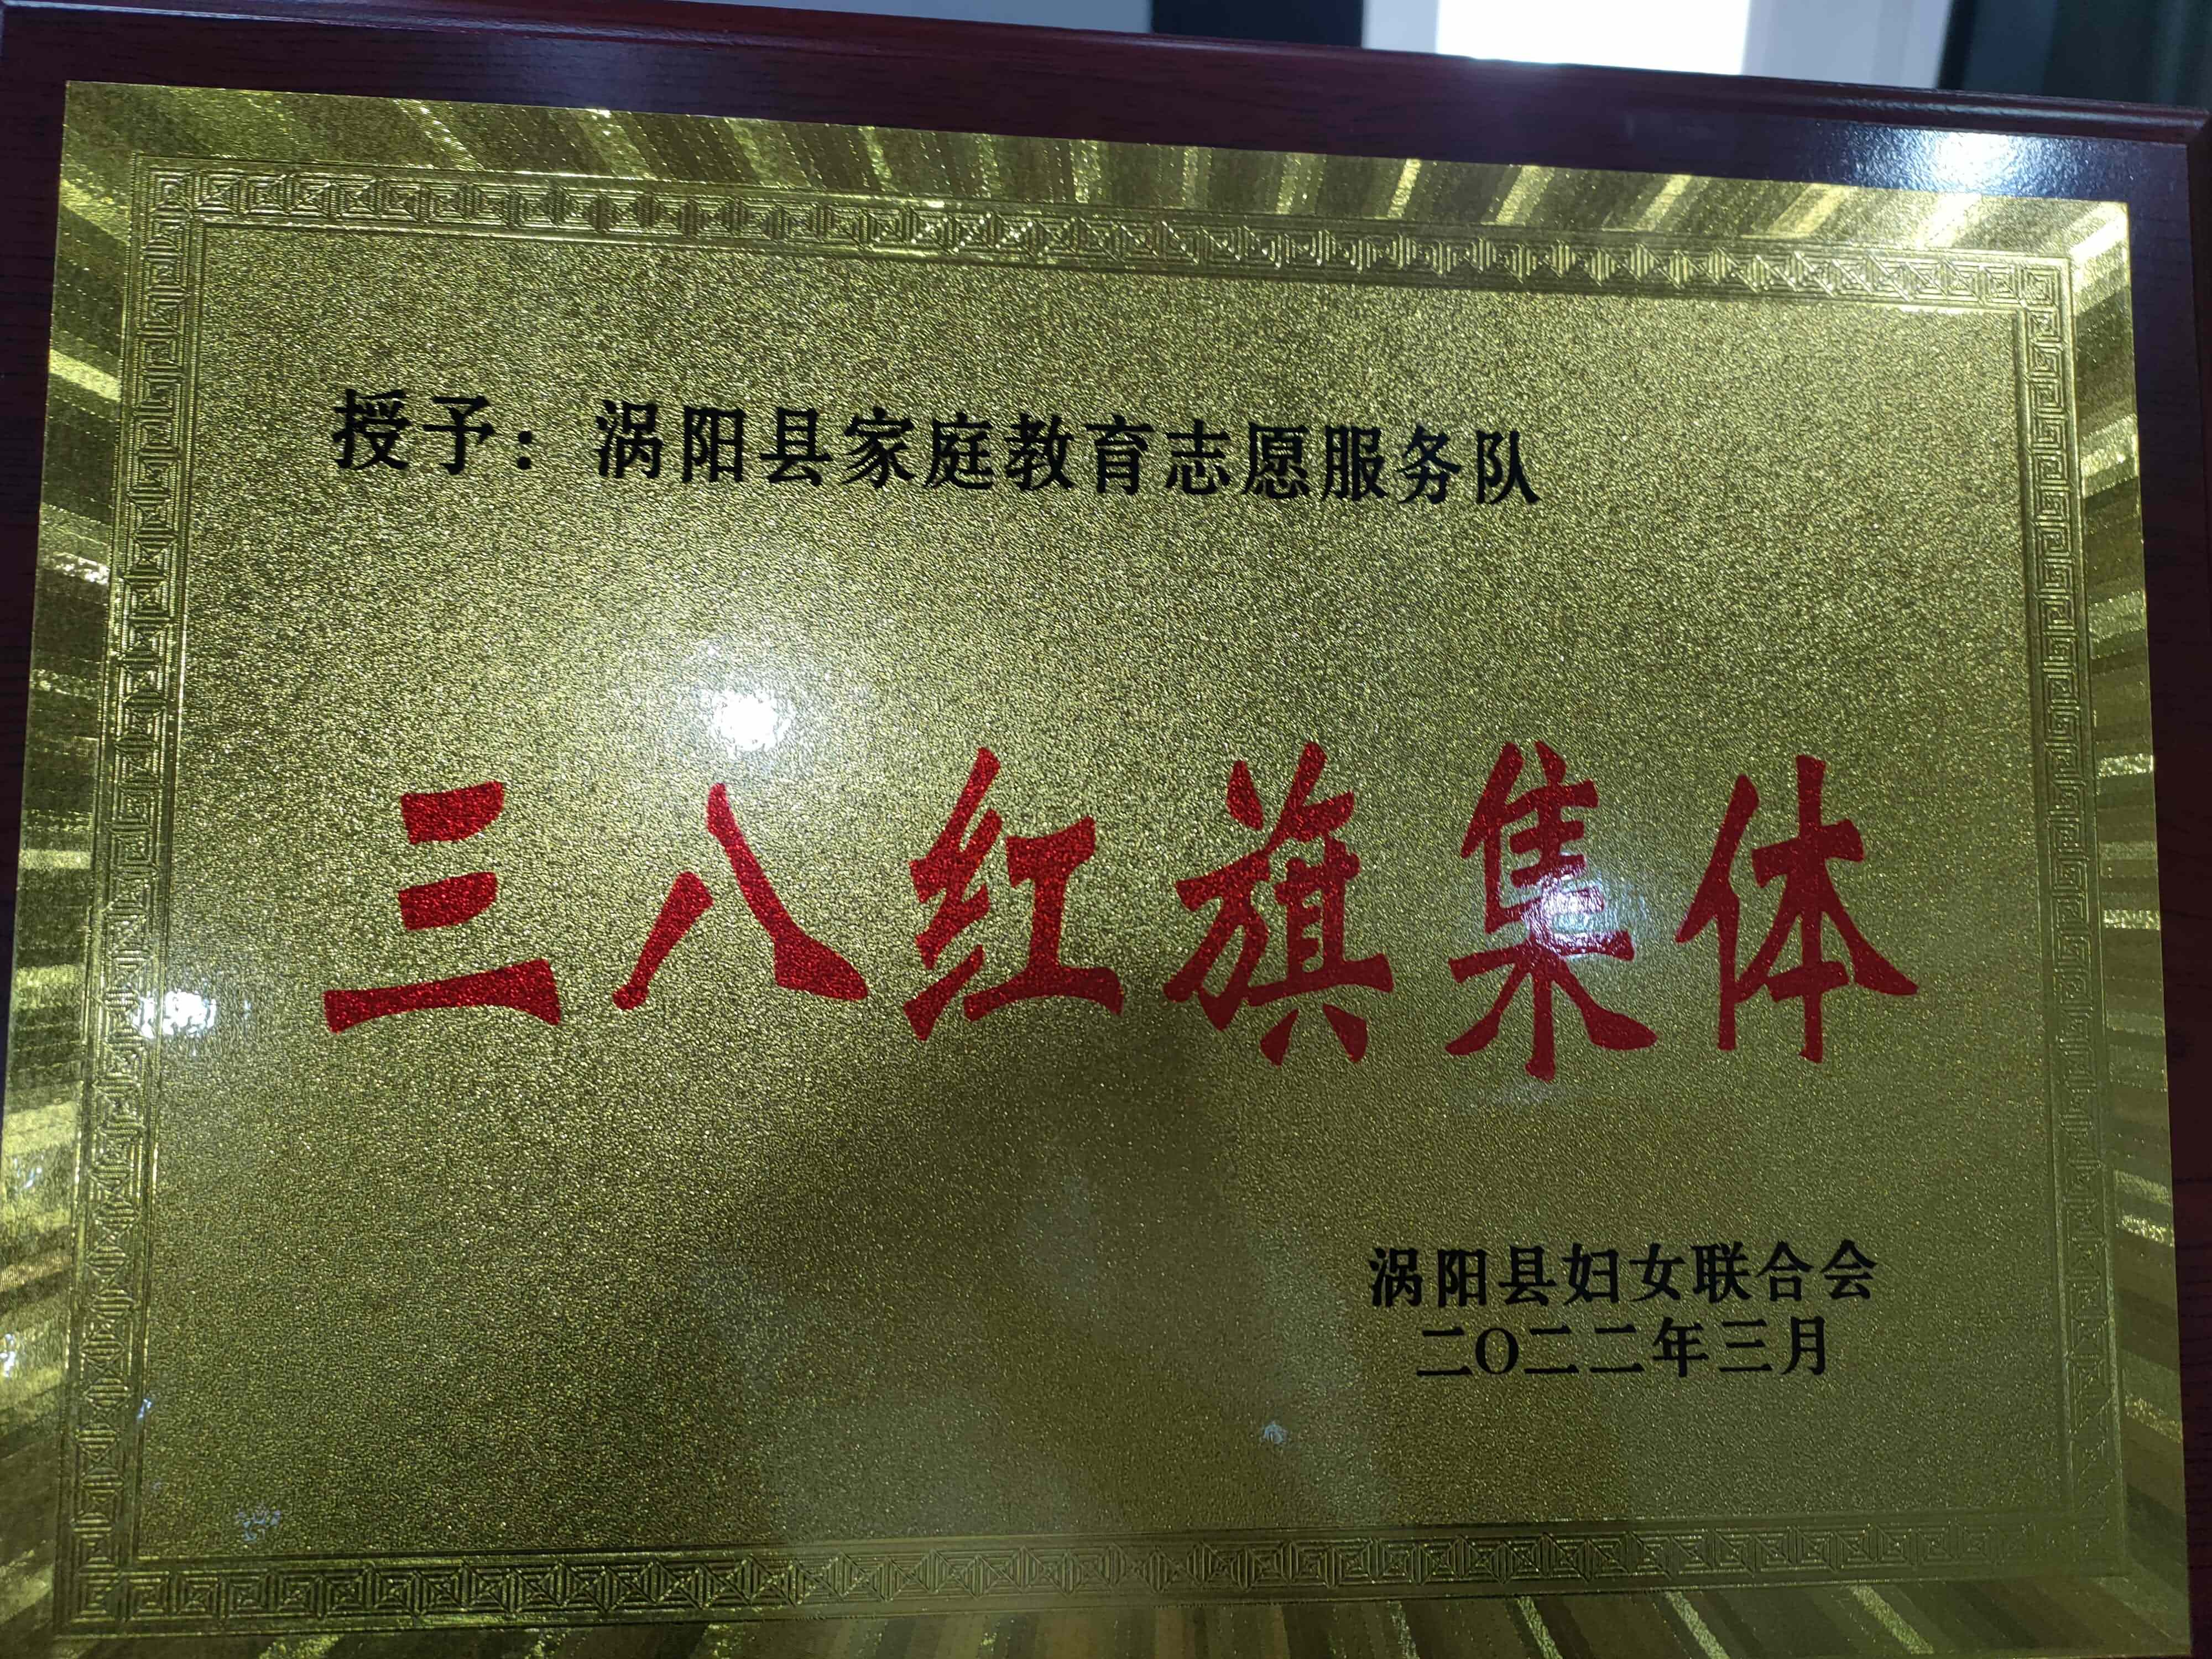 授予：涡阳县家庭教育志愿服务队
三八红旗集体
涡阳县妇女联合会
二〇二二年三月